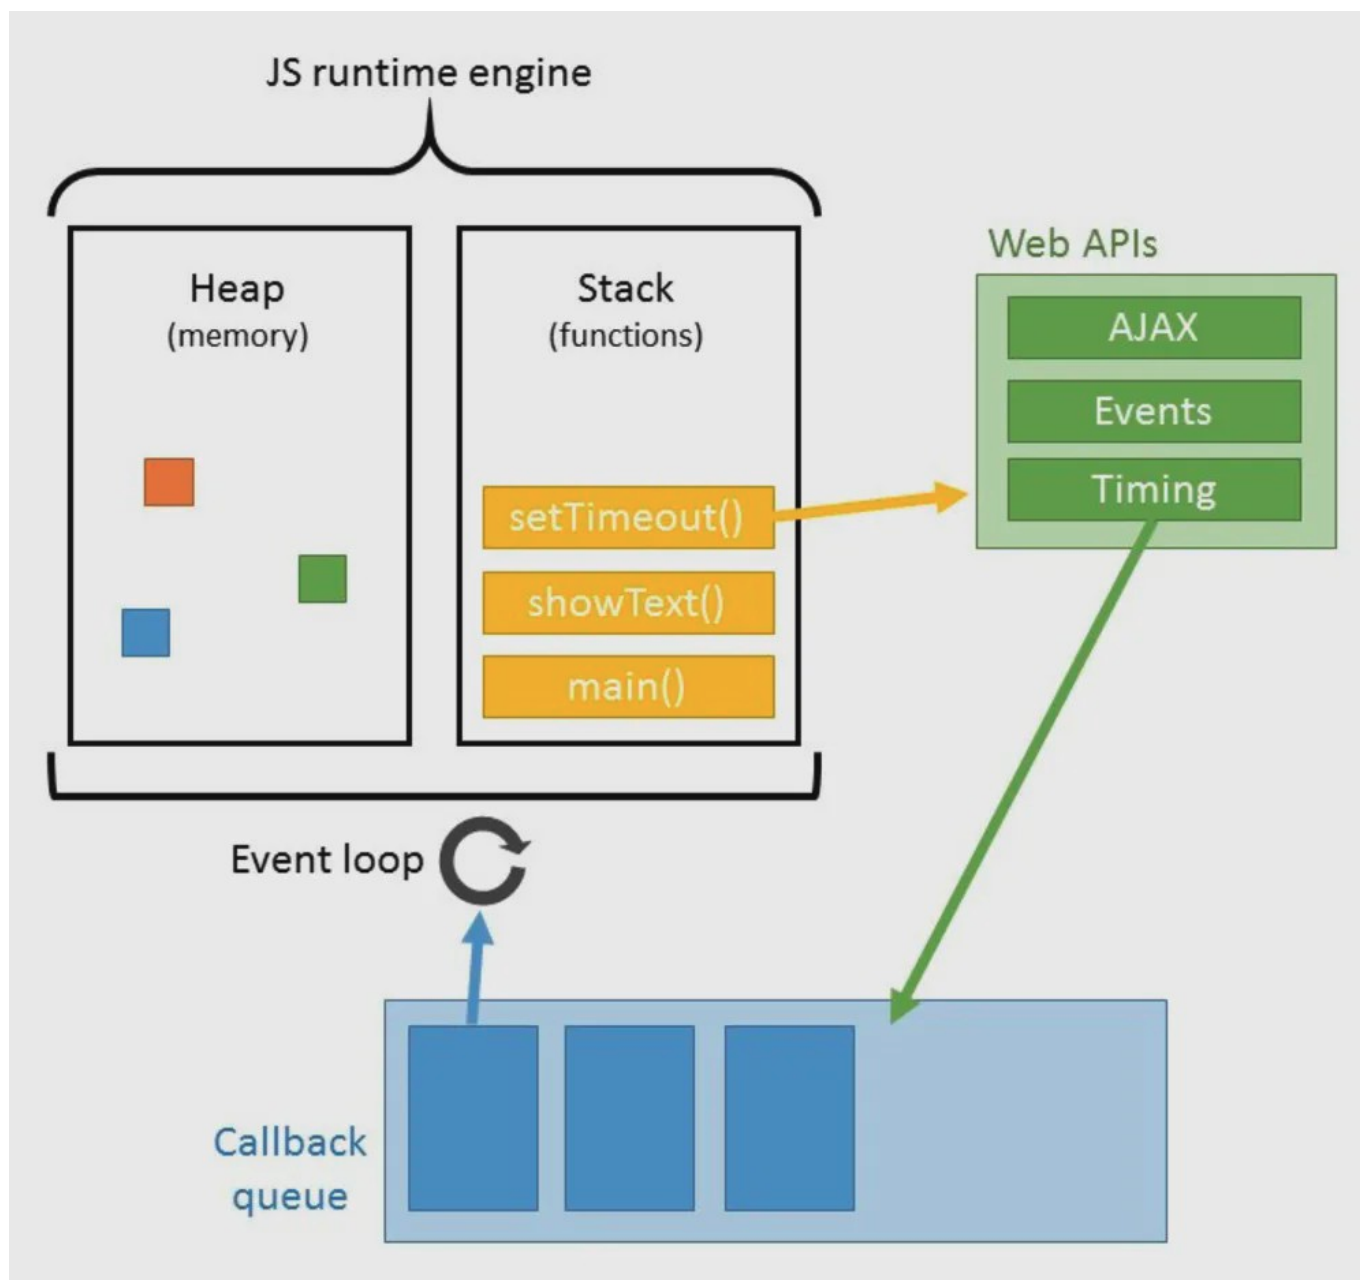 JS runtime engine
Heap
(memory)
Stack
(functions)
setTimeout()
showText()
main()
Web APIs
AJAX
Events
Timing
Event loop
Callback
queue